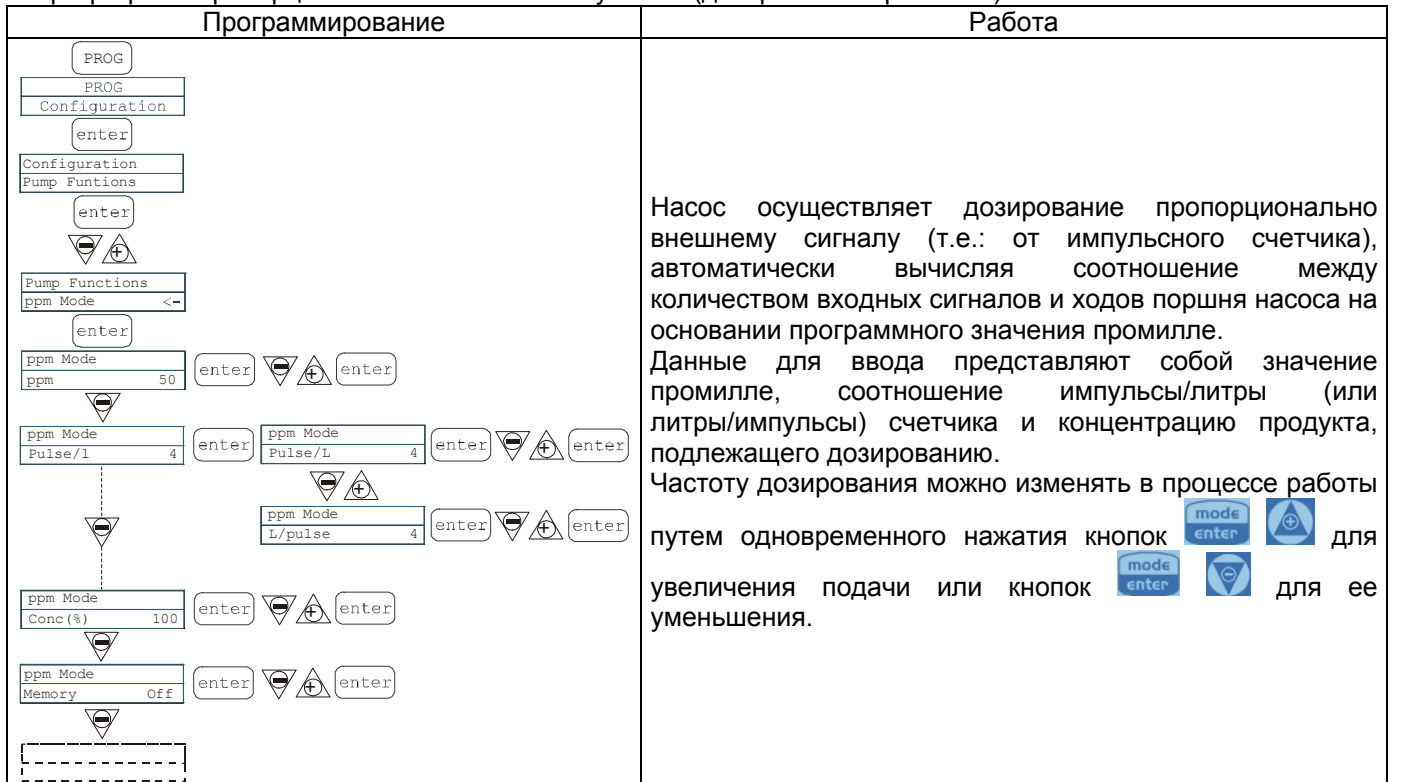 Программирование
Работа
PROG
PROG
Configuration
enter
Configuration
Pump Funtions
enter
Pump Functions
ppm Mode <-
enter
ppm Mode
ppm 50
enter
enter
ppm Mode
Pulse/l 4
enter
ppm Mode
Pulse/L 4
enter
enter
ppm Mode
L/pulse 4
enter
enter
ppm Mode
Conc(%) 100
enter
enter
ppm Mode
Memory Off
enter
enter
Насос осуществляет дозирование пропорционально
внешнему сигналу (т.е.: от импульсного счетчика),
автоматически вычисляя соотношение между
количеством входных сигналов и ходов поршня насоса на
основании программного значения промилле.
Данные для ввода представляют собой значение
промилле, соотношение импульсы/литры (или
литры/импульсы) счетчика и концентрацию продукта,
подлежащего дозированию.
Частоту дозирования можно изменять в процессе работы
путем одновременного нажатия кнопок mode enter для
увеличения подачи или кнопок mode enter для ее
уменьшения.